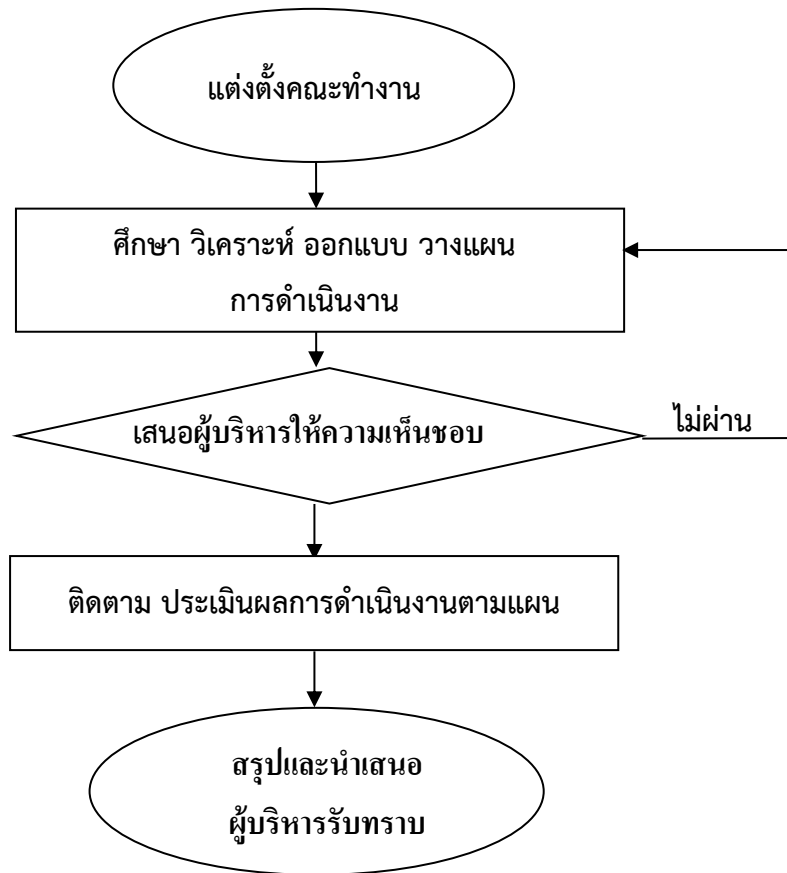 แต่งตั้งคณะทำงาน
ศึกษา วิเคราะห์ ออกแบบ วางแผน
การดำเนินงาน
เสนอผู้บริหารให้ความเห็นชอบ
ไม่ผ่าน
ติดตาม ประเมินผลการดำเนินงานตามแผน
สรุปและนำเสนอ
ผู้บริหารรับทราบ